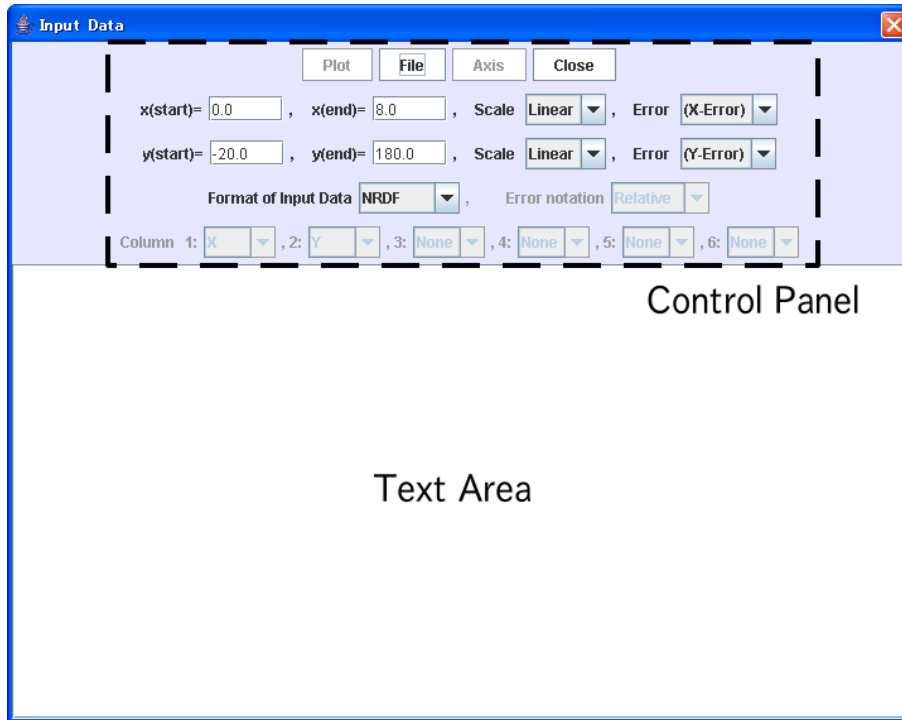 Input Data
Plot File Axis Close
x(start)= 0.0 , x(end)= 8.0 , Scale Linear , Error (X-Error)
y(start)= -20.0 , y(end)= 180.0 , Scale Linear , Error (Y-Error)
Format of Input Data NRDF , Error notation Relative
Column 1: X , 2: Y , 3: None , 4: None , 5: None , 6: None
Control Panel
Text Area